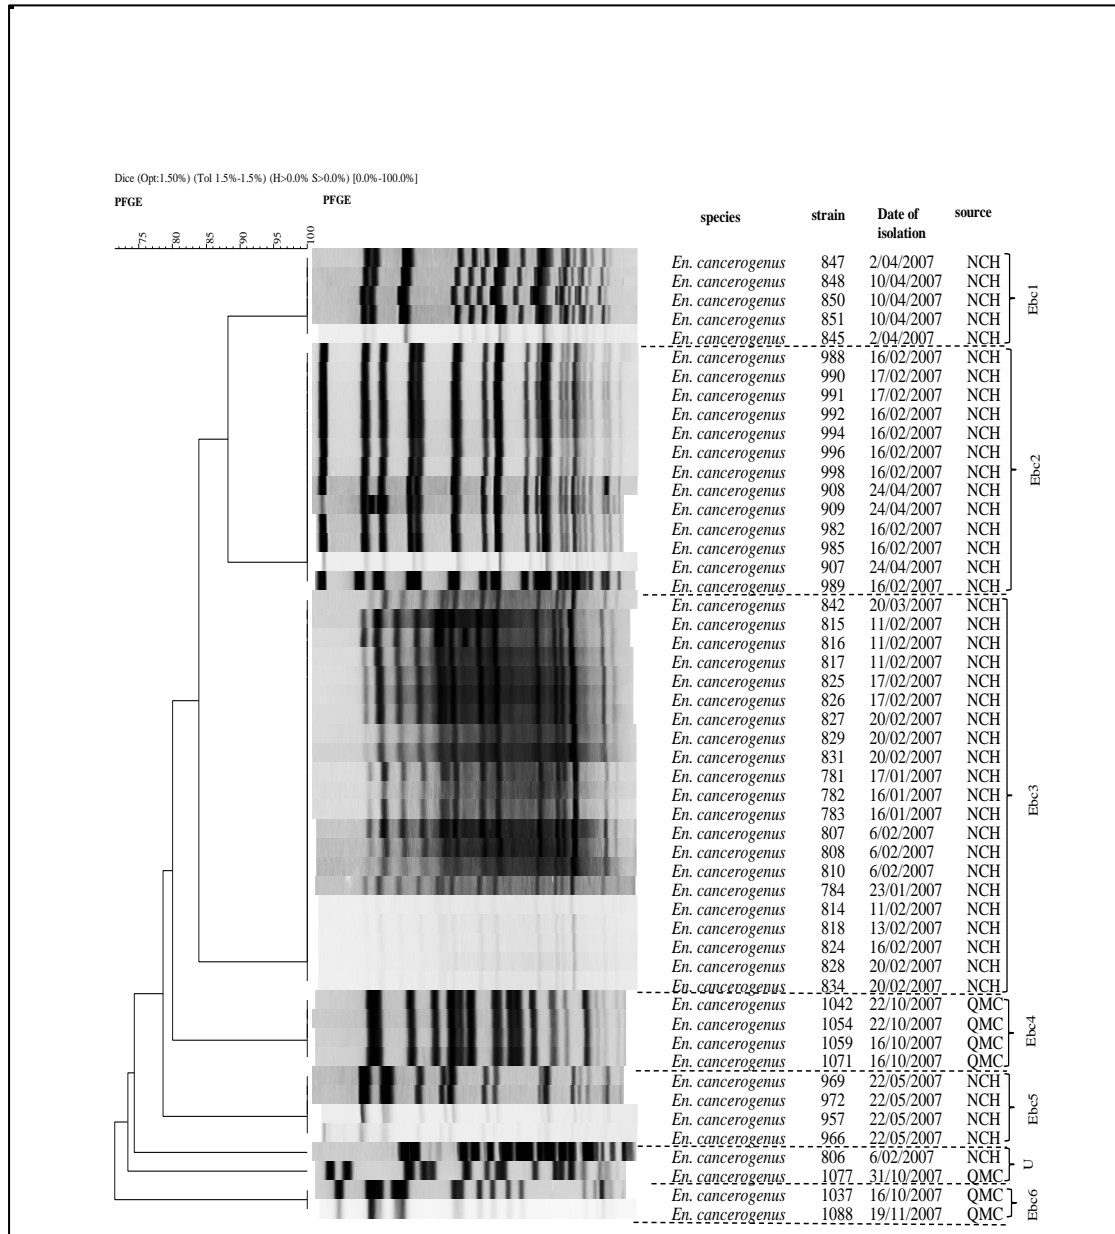 Dice (Opt:1.50%) (Tol 1.5%-1.5%) (H>0.0% S>0.0%) [0.0%-100.0%]
PFGE PFGE
75 80 85 90 95 100
species strain Date of isolation source
En. cancerogenus 847 2/04/2007 NCH
En. cancerogenus 848 10/04/2007 NCH
En. cancerogenus 850 10/04/2007 NCH
En. cancerogenus 851 10/04/2007 NCH
En. cancerogenus 845 2/04/2007 NCH
Ebc1
En. cancerogenus 988 16/02/2007 NCH
En. cancerogenus 990 17/02/2007 NCH
En. cancerogenus 991 17/02/2007 NCH
En. cancerogenus 992 16/02/2007 NCH
En. cancerogenus 994 16/02/2007 NCH
En. cancerogenus 996 16/02/2007 NCH
En. cancerogenus 998 16/02/2007 NCH
En. cancerogenus 908 24/04/2007 NCH
En. cancerogenus 909 24/04/2007 NCH
En. cancerogenus 982 16/02/2007 NCH
En. cancerogenus 985 16/02/2007 NCH
En. cancerogenus 907 24/04/2007 NCH
En. cancerogenus 989 16/02/2007 NCH
Ebc2
En. cancerogenus 842 20/03/2007 NCH
En. cancerogenus 815 11/02/2007 NCH
En. cancerogenus 816 11/02/2007 NCH
En. cancerogenus 817 11/02/2007 NCH
En. cancerogenus 825 17/02/2007 NCH
En. cancerogenus 826 17/02/2007 NCH
En. cancerogenus 827 20/02/2007 NCH
En. cancerogenus 829 20/02/2007 NCH
En. cancerogenus 831 20/02/2007 NCH
En. cancerogenus 781 17/01/2007 NCH
En. cancerogenus 782 16/01/2007 NCH
En. cancerogenus 783 16/01/2007 NCH
En. cancerogenus 807 6/02/2007 NCH
En. cancerogenus 808 6/02/2007 NCH
En. cancerogenus 810 6/02/2007 NCH
En. cancerogenus 784 23/01/2007 NCH
En. cancerogenus 814 11/02/2007 NCH
En. cancerogenus 818 13/02/2007 NCH
En. cancerogenus 824 16/02/2007 NCH
En. cancerogenus 828 20/02/2007 NCH
En. cancerogenus 834 20/02/2007 NCH
Ebc3
En. cancerogenus 1042 22/10/2007 QMC
En. cancerogenus 1054 22/10/2007 QMC
En. cancerogenus 1059 16/10/2007 QMC
En. cancerogenus 1071 16/10/2007 QMC
Ebc4
En. cancerogenus 969 22/05/2007 NCH
En. cancerogenus 972 22/05/2007 NCH
En. cancerogenus 957 22/05/2007 NCH
En. cancerogenus 966 22/05/2007 NCH
Ebc5
En. cancerogenus 806 6/02/2007 NCH
En. cancerogenus 1077 31/10/2007 QMC
U
En. cancerogenus 1037 16/10/2007 QMC
En. cancerogenus 1088 19/11/2007 QMC
Ebc6